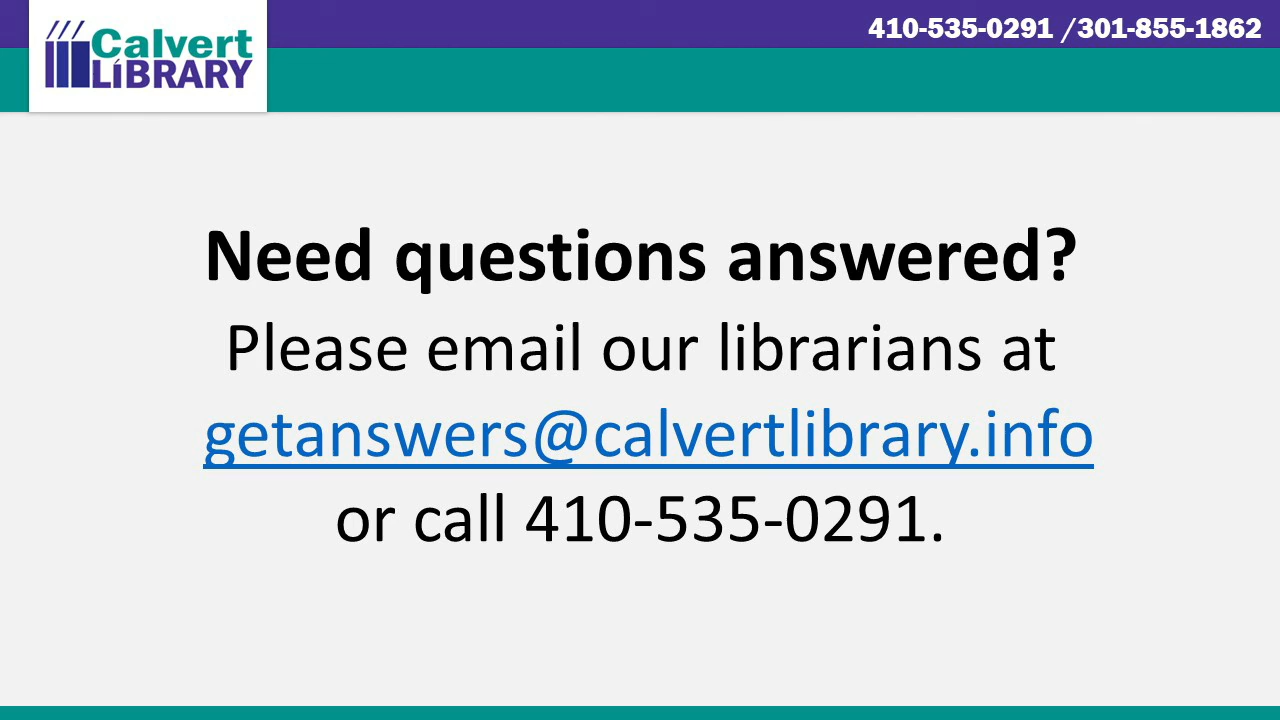 Calvert
LIBRARY
410-535-0291 /301-855-1862
Need questions answered?
Please email our librarians at
getanswers@calvertlibrary.info
or call 410-535-0291.